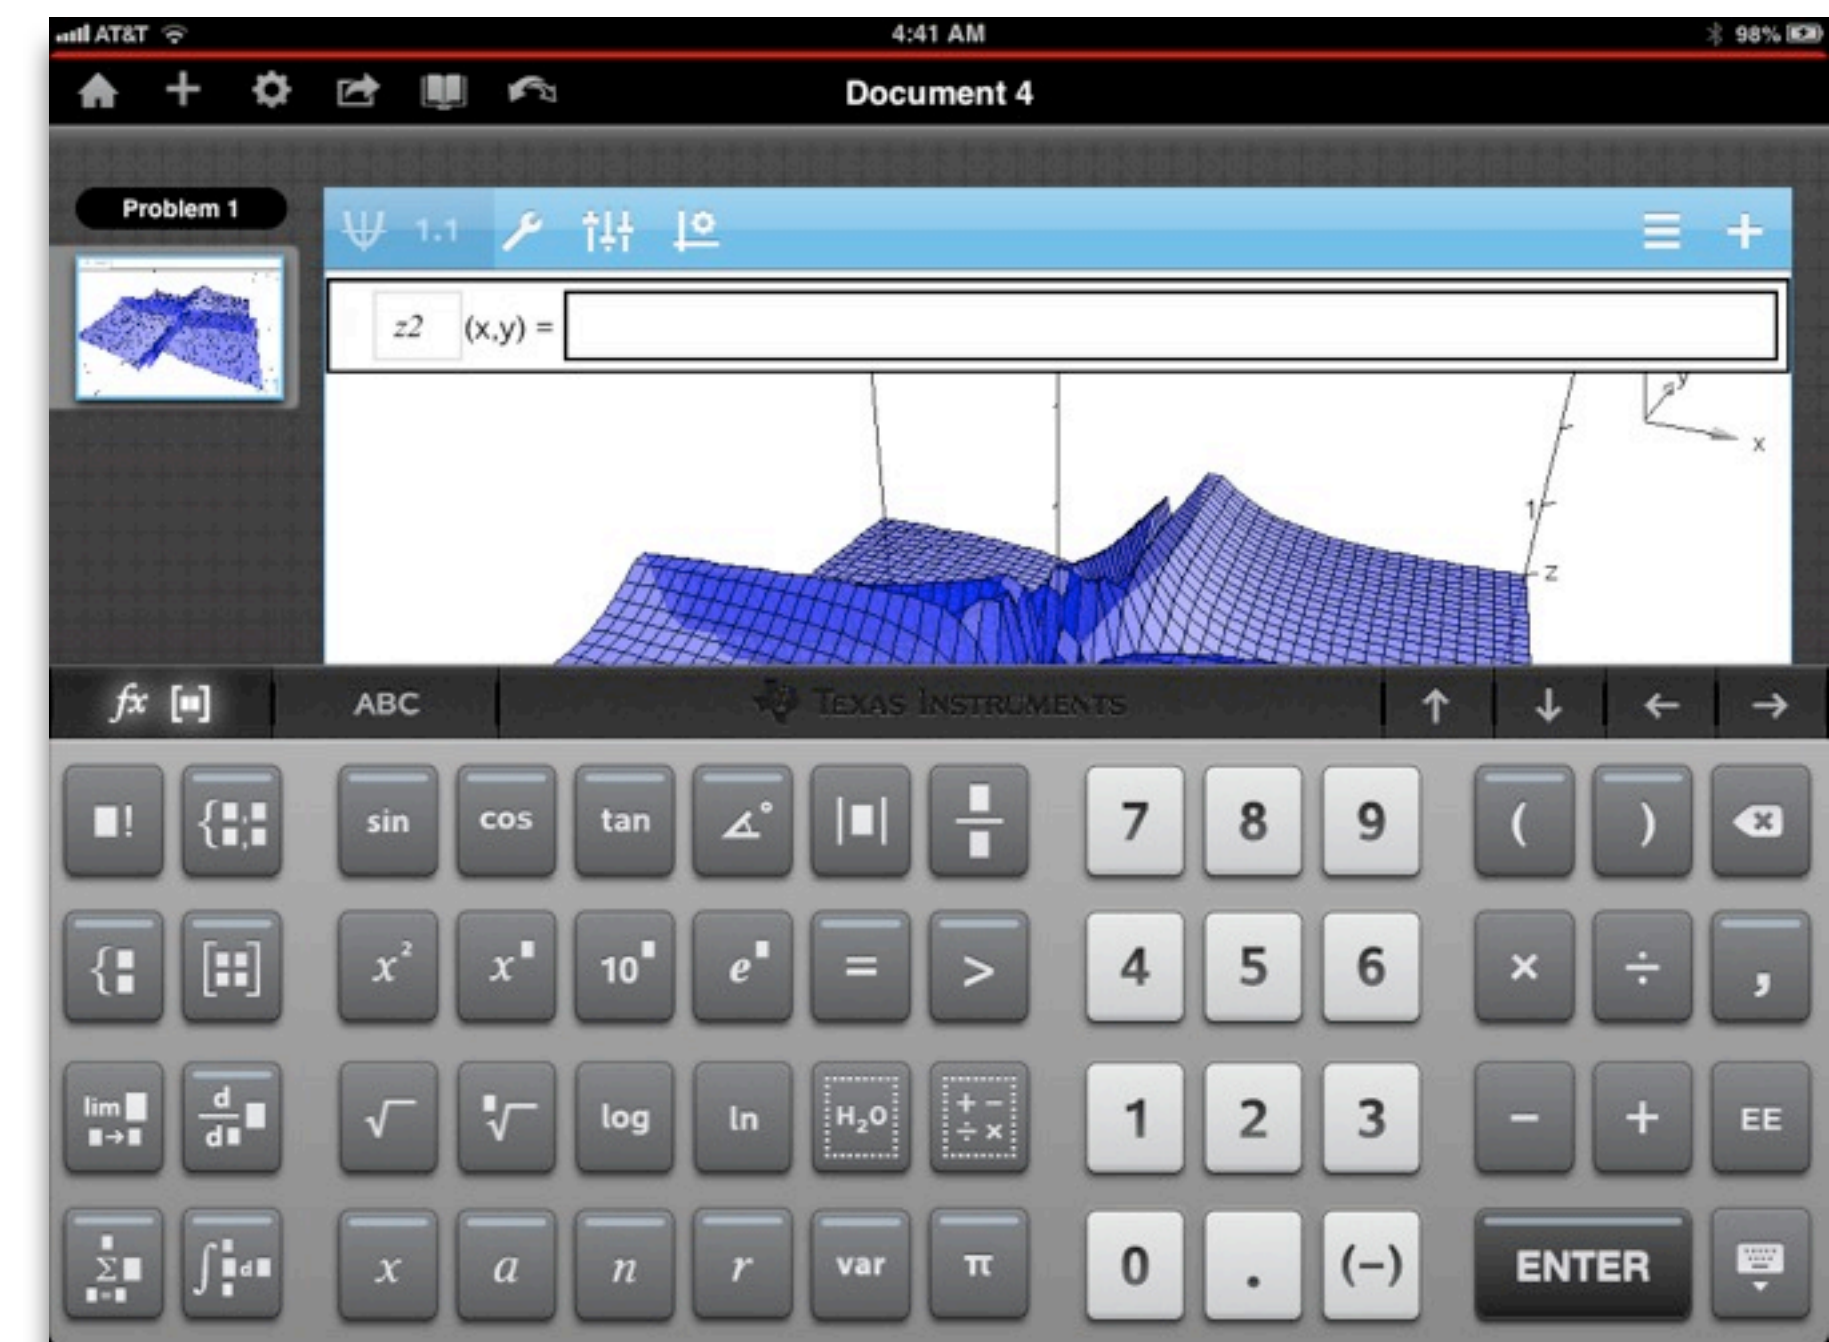 AT&T 4:41 AM 98%
Document 4
Problem 1
1.1
z2 (x,y) =
y
x
1
z
fx ABC TEXAS INSTRUMENTS ↑ ↓ ← →
! { , , sin cos tan ∡° | | 7 8 9 ( )
{ [ ] x² x 10 e = > 4 5 6 × ÷ ,
lim → d/d √ √ log ln H₂O + − ÷ × 1 2 3 − + EE
Σ = ∫ d x a n r var π 0 . (−) ENTER